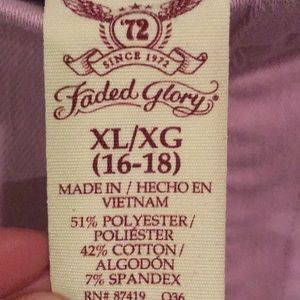 '72
SINCE 1972
Faded Glory®
XL/XG
(16-18)
MADE IN / HECHO EN
VIETNAM
51% POLYESTER /
POLIÉSTER
42% COTTON /
ALGODÓN
7% SPANDEX
RN# 87419 O36